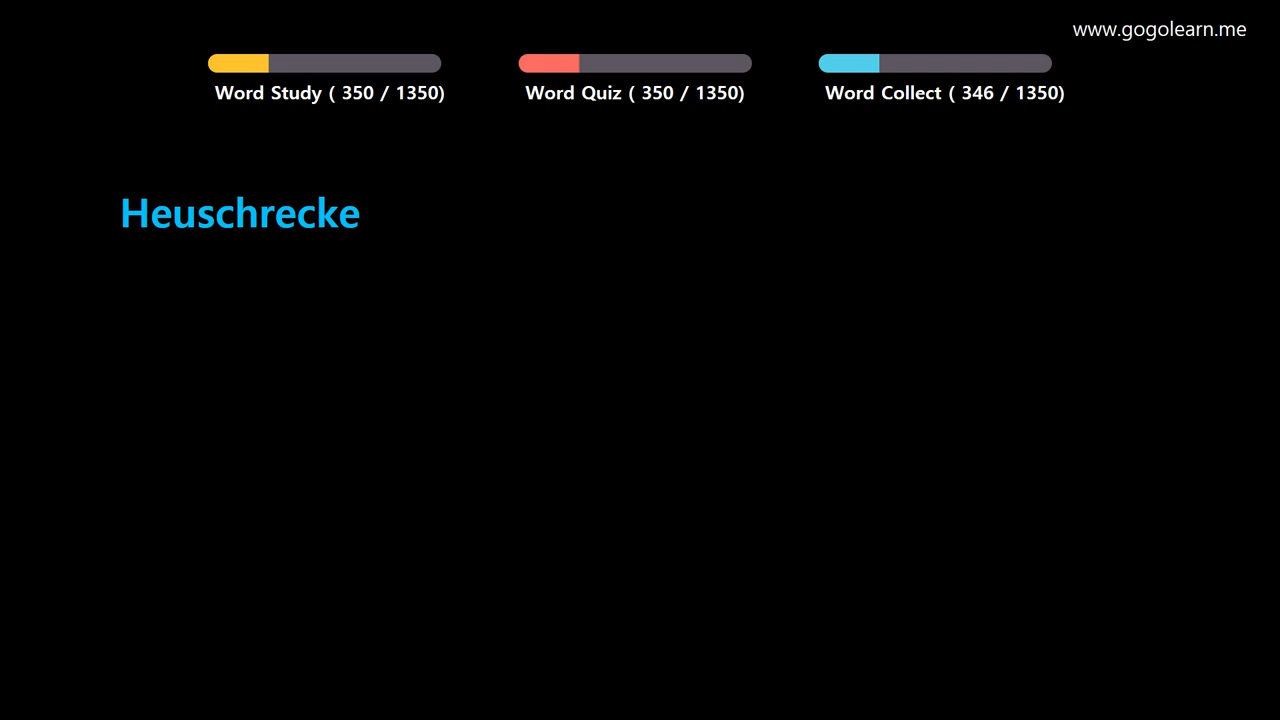 www.gogolearn.me
Word Study ( 350 / 1350)
Word Quiz ( 350 / 1350)
Word Collect ( 346 / 1350)
Heuschrecke